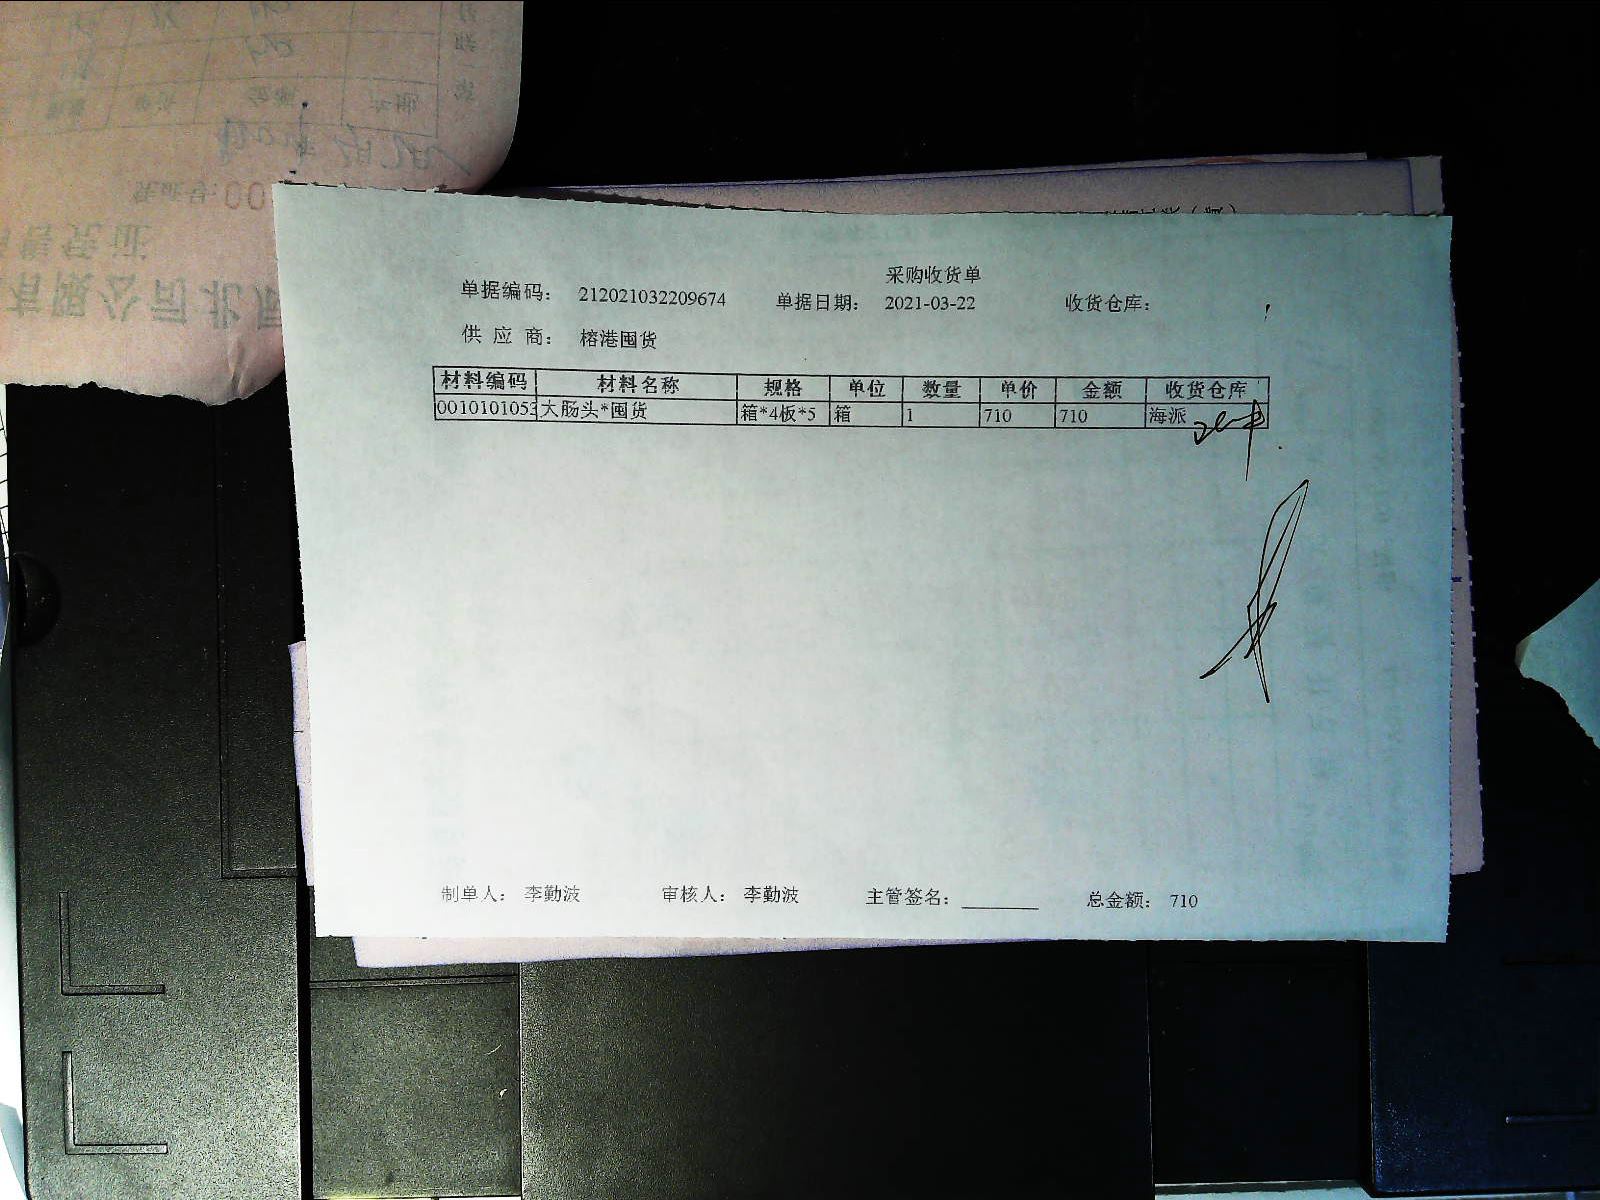 采购收货单
单据编码： 212021032209674 单据日期： 2021-03-22 收货仓库：
供 应 商： 榕港囤货
材料编码 材料名称 规格 单位 数量 单价 金额 收货仓库
0010101053 大肠头*囤货 箱*4板*5 箱 1 710 710 海派
制单人： 李勤波 审核人： 李勤波 主管签名： 总金额： 710